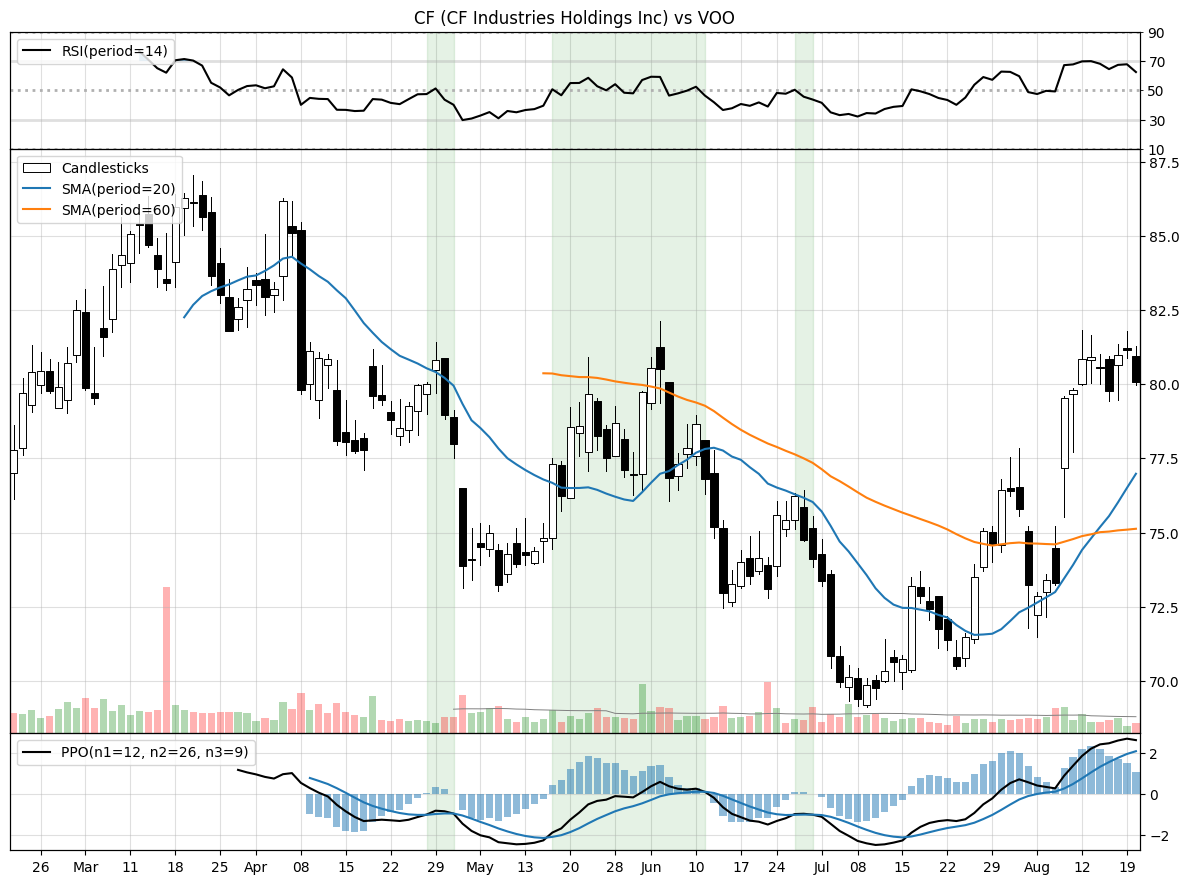 CF (CF Industries Holdings Inc) vs VOO
RSI(period=14)
90
70
50
30
10
Candlesticks
SMA(period=20)
SMA(period=60)
87.5
85.0
82.5
80.0
77.5
75.0
72.5
70.0
PPO(n1=12, n2=26, n3=9)
2
0
−2
26 Mar 11 18 25 Apr 08 15 22 29 May 13 20 28 Jun 10 17 24 Jul 08 15 22 29 Aug 12 19